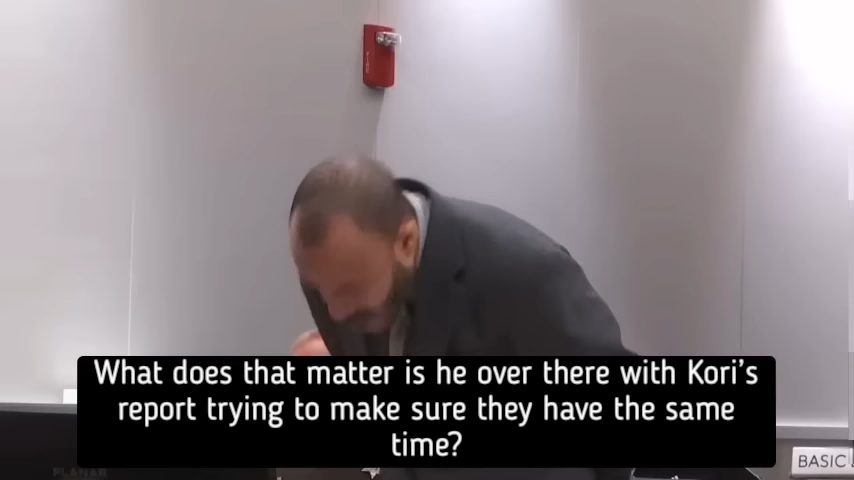 What does that matter is he over there with Kori's
report trying to make sure they have the same
time?
PLANAR
BASIC